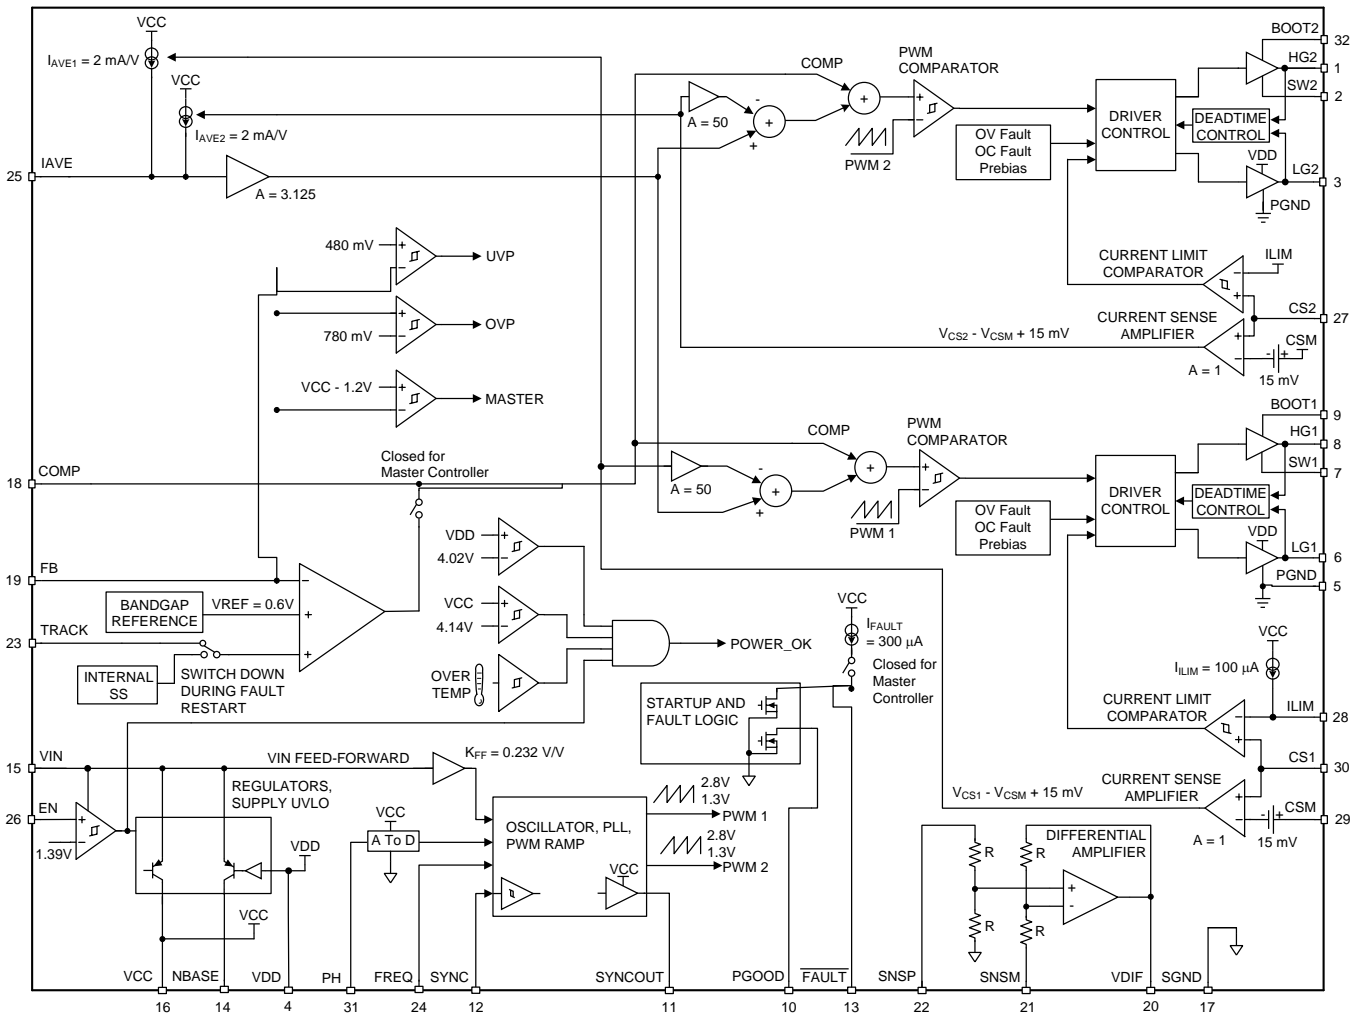 VCC
I_AVE1 = 2 mA/V
VCC
I_AVE2 = 2 mA/V
IAVE
25
A = 3.125
COMP
PWM
COMPARATOR
A = 50
-
+
+
+
-
PWM 2
OV Fault
OC Fault
Prebias
DRIVER
CONTROL
BOOT2
32
HG2
1
SW2
2
DEADTIME
CONTROL
VDD
LG2
3
PGND
480 mV
+
-
UVP
+
780 mV
-
OVP
VCC - 1.2V
+
-
MASTER
CURRENT LIMIT
COMPARATOR
ILIM
-
+
CS2
27
CURRENT SENSE
AMPLIFIER
V_CS2 - V_CSM + 15 mV
+
-
CSM
- +
A = 1
15 mV
COMP
18
Closed for
Master Controller
COMP
PWM
COMPARATOR
A = 50
-
+
+
+
+
-
PWM 1
OV Fault
OC Fault
Prebias
DRIVER
CONTROL
BOOT1
9
HG1
8
SW1
7
DEADTIME
CONTROL
VDD
LG1
6
PGND
5
VDD
+
4.02V
-
FB
19
-
BANDGAP
REFERENCE
VREF = 0.6V
+
VCC
+
4.14V
-
TRACK
23
INTERNAL
SS
+
SWITCH DOWN
DURING FAULT
RESTART
OVER
TEMP
POWER_OK
VCC
I_FAULT
= 300 µA
Closed for
Master
Controller
STARTUP AND
FAULT LOGIC
VCC
I_ILIM = 100 µA
CURRENT LIMIT
COMPARATOR
-
+
ILIM
28
CS1
30
CURRENT SENSE
AMPLIFIER
V_CS1 - V_CSM + 15 mV
+
-
CSM
29
- +
A = 1
15 mV
VIN
15
VIN FEED-FORWARD
K_FF = 0.232 V/V
REGULATORS,
SUPPLY UVLO
EN
26
+
-
1.39V
VDD
VCC
VCC
A To D
OSCILLATOR, PLL,
PWM RAMP
VCC
2.8V
1.3V
PWM 1
2.8V
1.3V
PWM 2
R
R
R
R
DIFFERENTIAL
AMPLIFIER
+
-
VCC
16
NBASE
14
VDD
4
PH
31
FREQ
24
SYNC
12
SYNCOUT
11
PGOOD
10
FAULT
13
SNSP
22
SNSM
21
VDIF
20
SGND
17